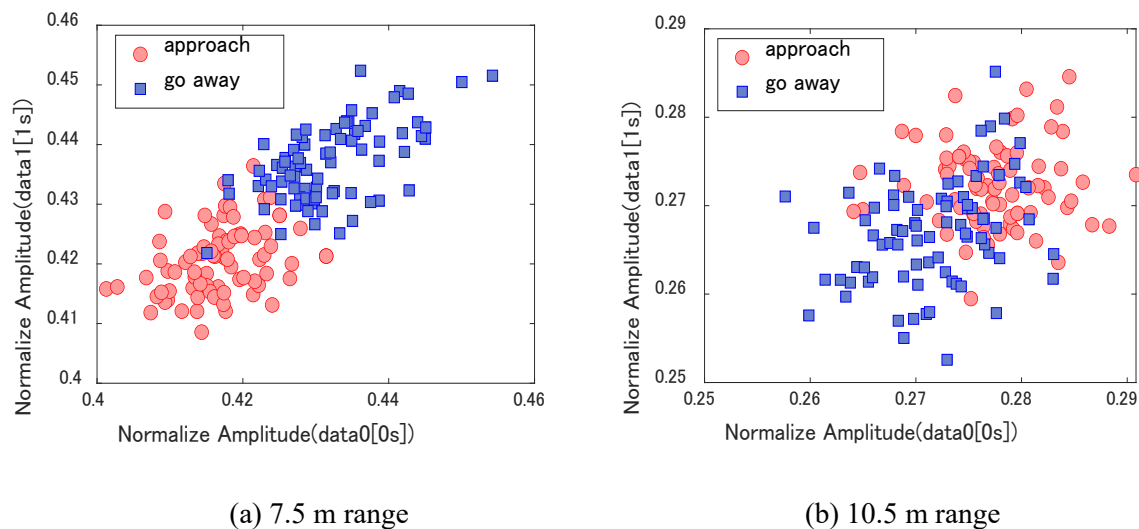 0.46
0.45
0.44
0.43
0.42
0.41
0.4
0.4
0.42
0.44
0.46
approach
go away
Normalize Amplitude(data1[1s])
Normalize Amplitude(data0[0s])
(a) 7.5 m range
0.29
0.28
0.27
0.26
0.25
0.25
0.26
0.27
0.28
0.29
approach
go away
Normalize Amplitude(data1[1s])
Normalize Amplitude(data0[0s])
(b) 10.5 m range